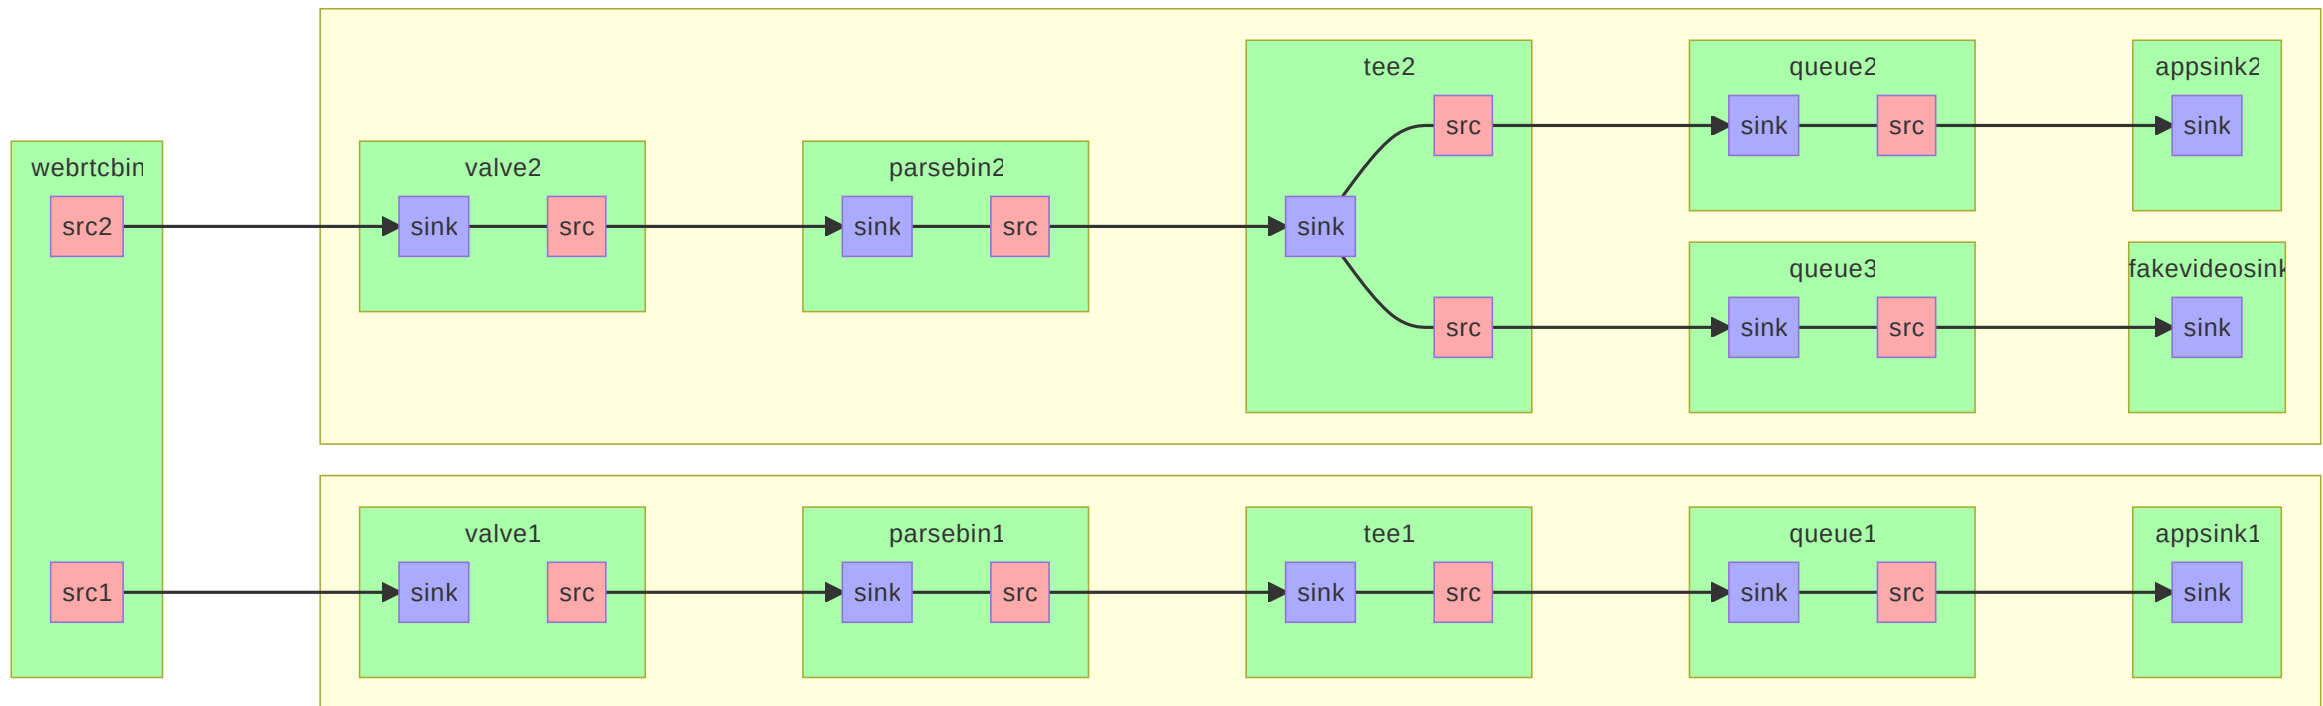 webrtcbin
src2
src1
valve2
sink
src
parsebin2
sink
src
tee2
sink
src
src
queue2
sink
src
appsink2
sink
queue3
sink
src
fakevideosink
sink
valve1
sink
src
parsebin1
sink
src
tee1
sink
src
queue1
sink
src
appsink1
sink